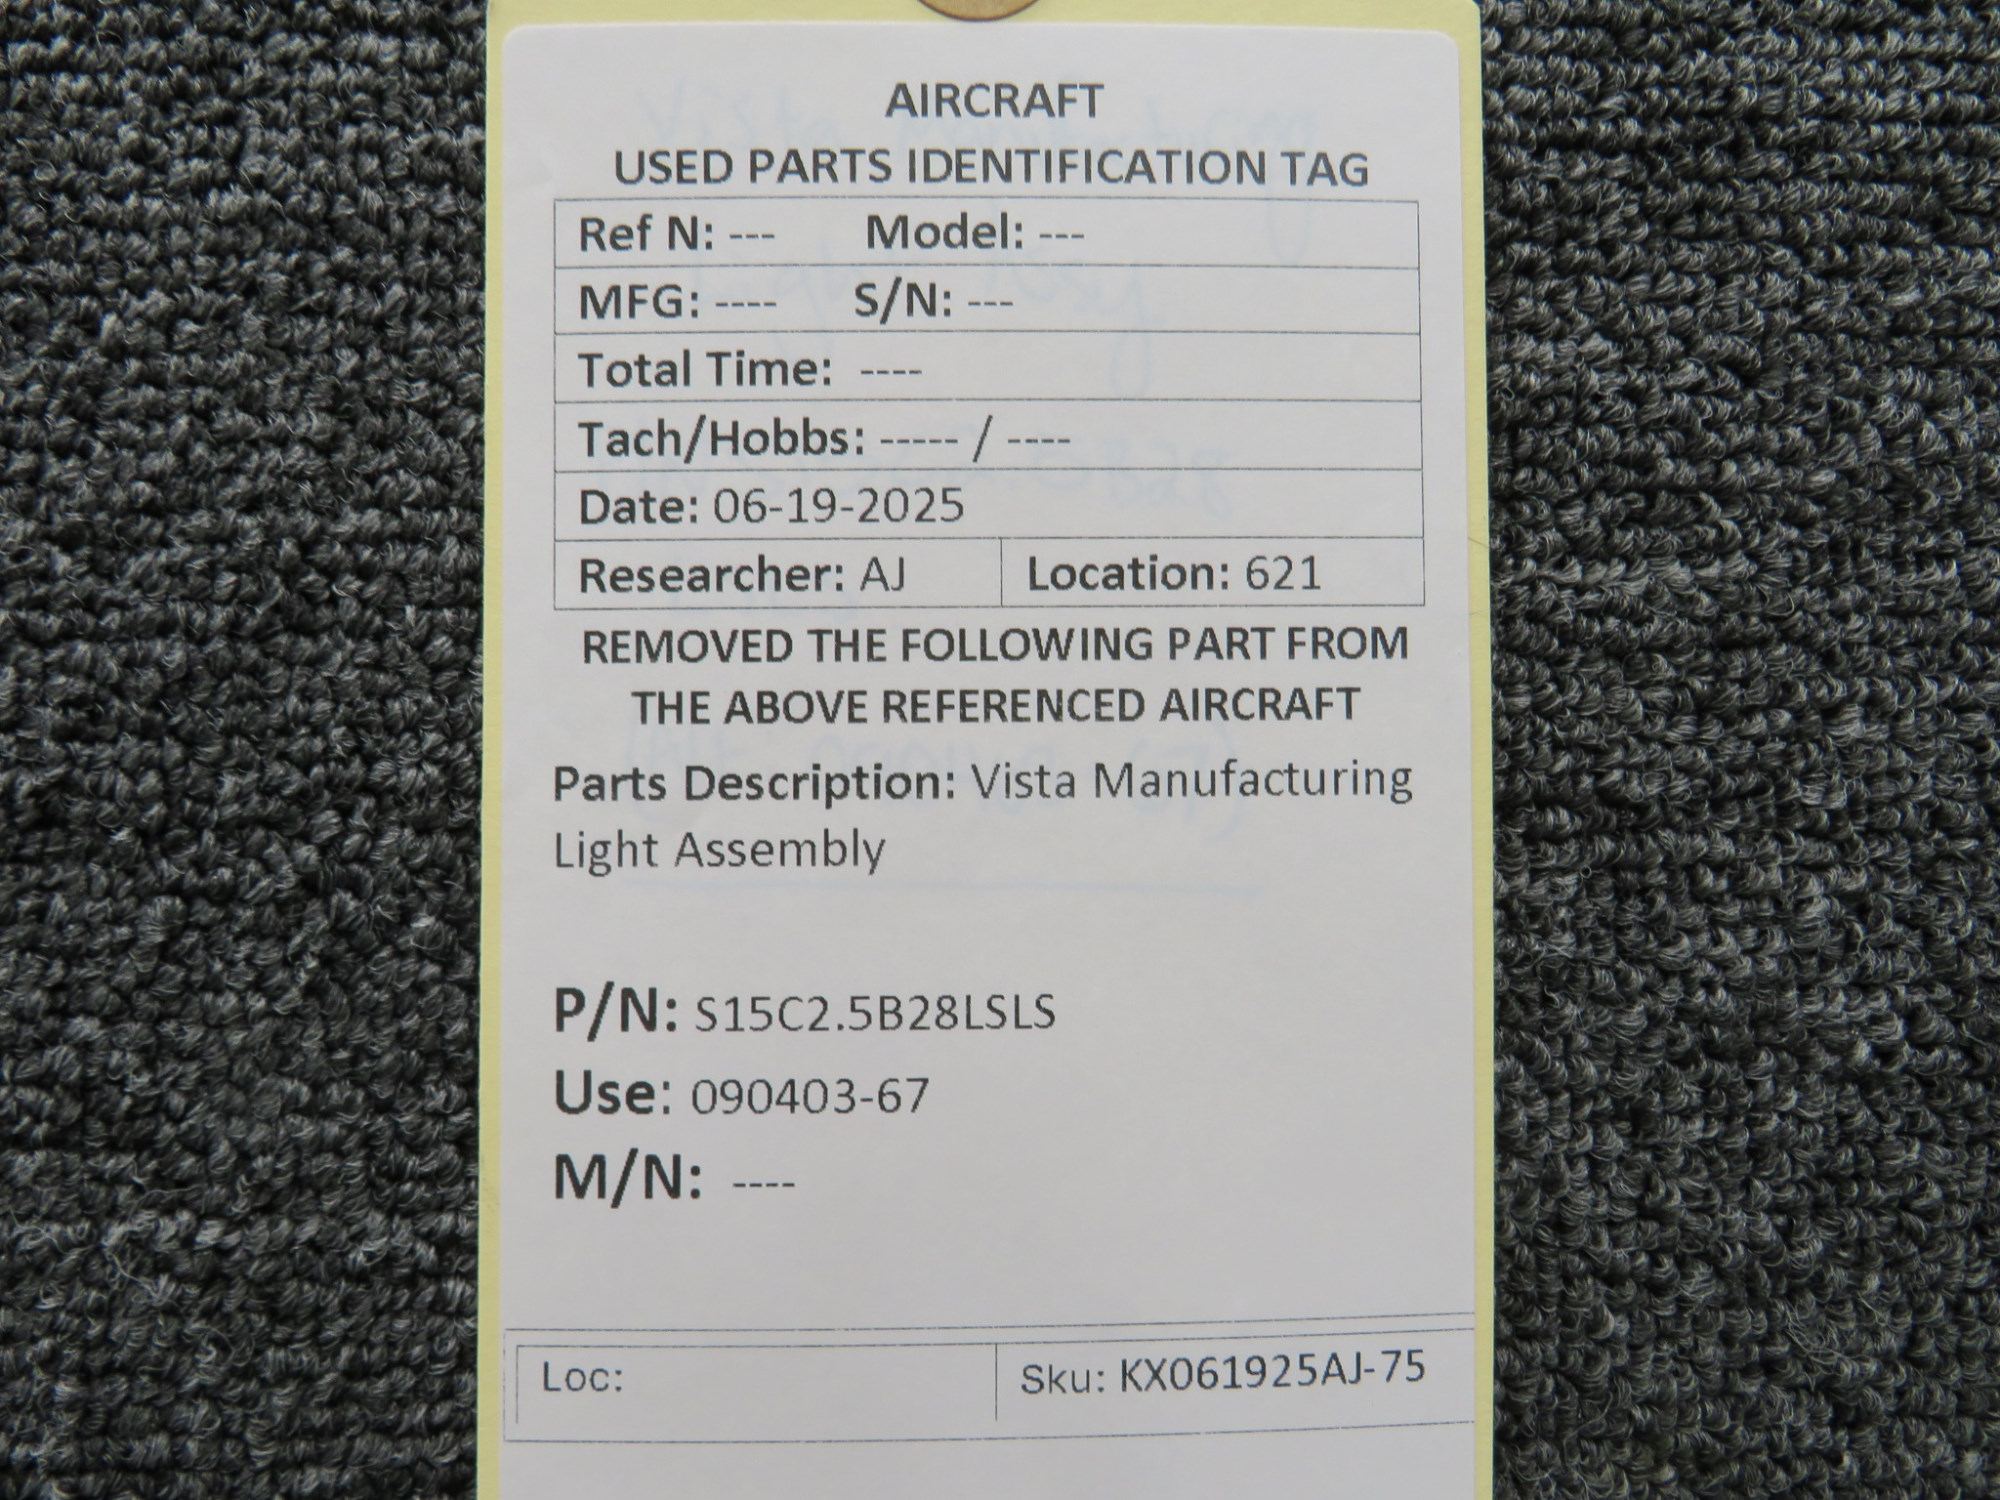 AIRCRAFT
USED PARTS IDENTIFICATION TAG
Ref N: --- Model: ---
MFG: ---- S/N: ---
Total Time: ----
Tach/Hobbs: ----- / ----
Date: 06-19-2025
Researcher: AJ Location: 621
REMOVED THE FOLLOWING PART FROM
THE ABOVE REFERENCED AIRCRAFT
Parts Description: Vista Manufacturing
Light Assembly
P/N: S15C2.5B28LSLS
Use: 090403-67
M/N: ----
Loc: Sku: KX061925AJ-75